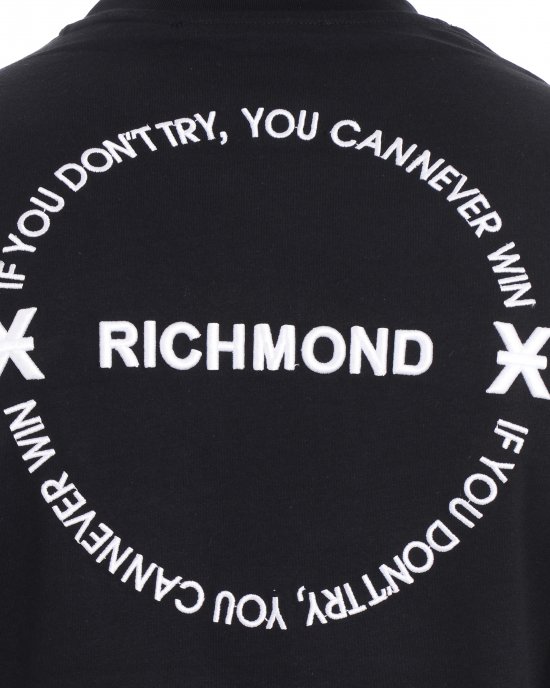 IF YOU DON'T TRY, YOU CANNEVER WIN
X
RICHMOND
X
IF YOU DON'T TRY, YOU CANNEVER WIN